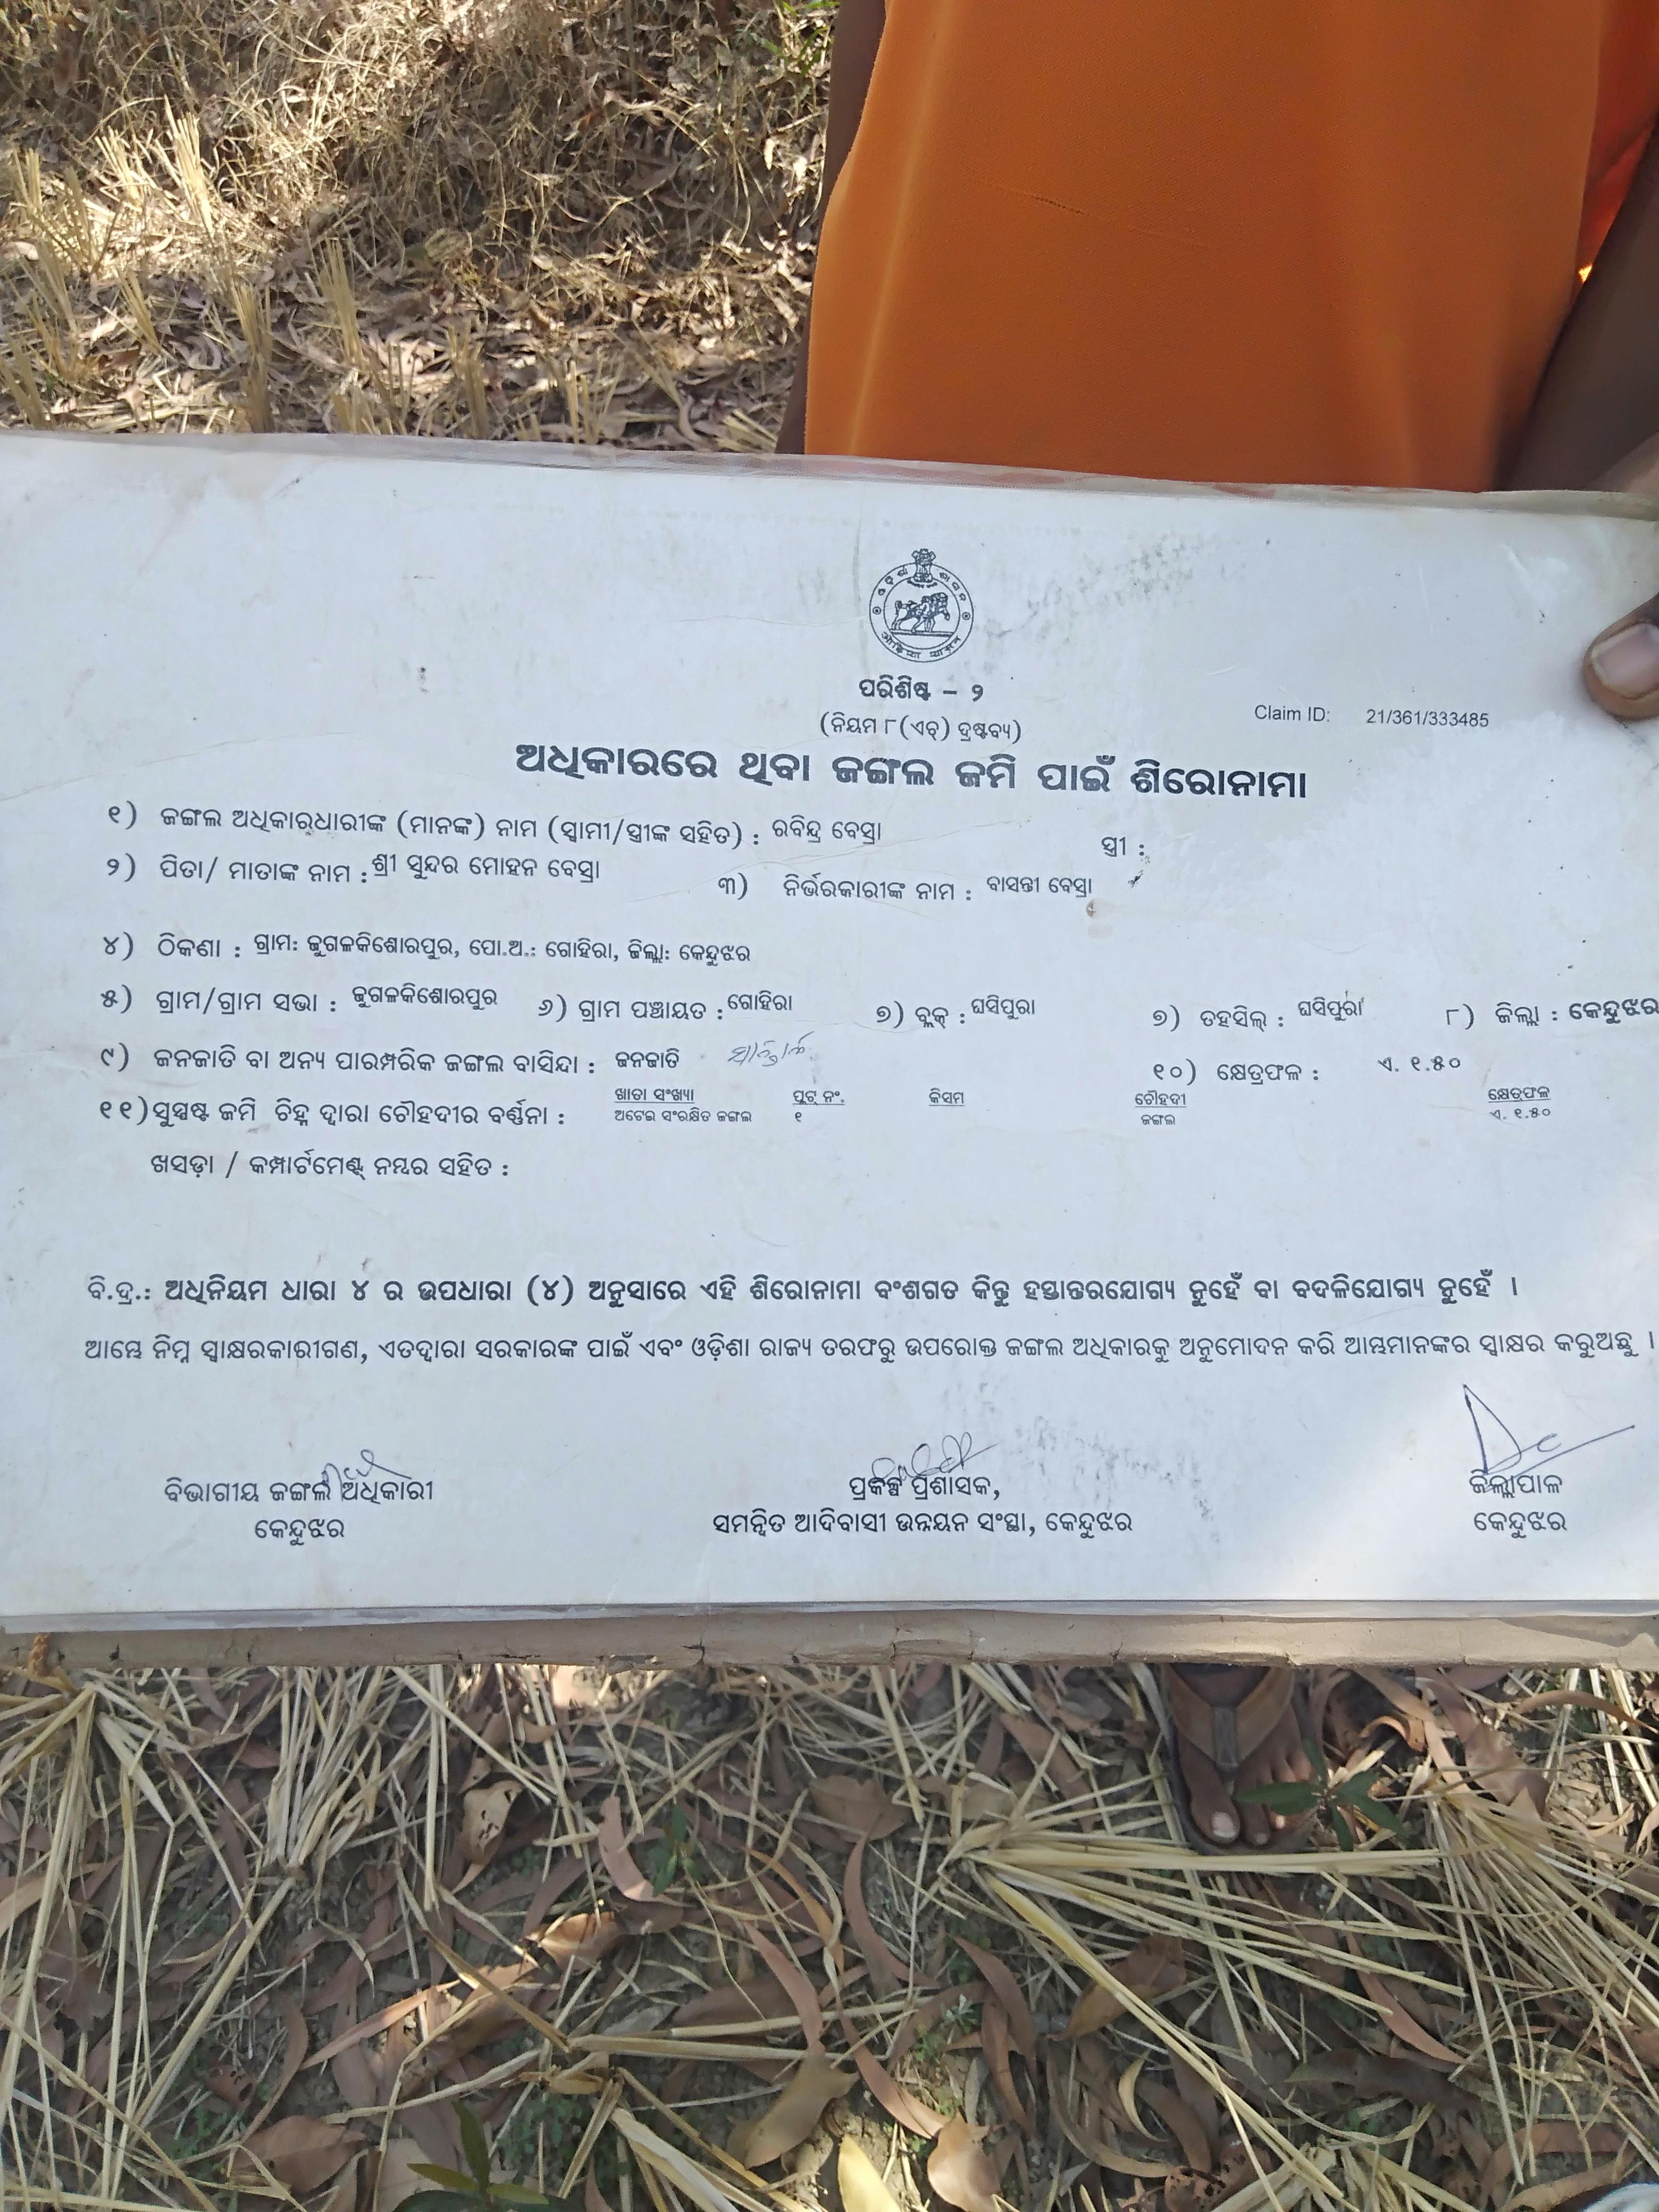 ପରିଶିଷ୍ଟ – ୨
(ନିୟମ ୮(ଏଚ୍) ଦ୍ରଷ୍ଟବ୍ୟ)
Claim ID: 21/361/333485
ଅଧିକାରରେ ଥିବା ଜଙ୍ଗଲ ଜମି ପାଇଁ ଶିରୋନାମା
୧) ଜଙ୍ଗଲ ଅଧିକାରଧାରୀଙ୍କ (ମାନଙ୍କ) ନାମ (ସ୍ୱାମୀ/ସ୍ତ୍ରୀଙ୍କ ସହିତ) : ରବିନ୍ଦ୍ର ବେସ୍ରା ସ୍ତ୍ରୀ :
୨) ପିତା/ ମାତାଙ୍କ ନାମ : ଶ୍ରୀ ସୁନ୍ଦର ମୋହନ ବେସ୍ରା ୩) ନିର୍ଭରକାରୀଙ୍କ ନାମ : ବାସନ୍ତୀ ବେସ୍ରା
୪) ଠିକଣା : ଗ୍ରାମ: ଜୁଗଳକିଶୋରପୁର, ପୋ.ଅ.: ଗୋହିରା, ଜିଲ୍ଲା: କେନ୍ଦୁଝର
୫) ଗ୍ରାମ/ଗ୍ରାମ ସଭା : ଜୁଗଳକିଶୋରପୁର ୬) ଗ୍ରାମ ପଞ୍ଚାୟତ : ଗୋହିରା ୭) ବ୍ଲକ୍ : ଘସିପୁରା ୭) ତହସିଲ୍ : ଘସିପୁରା ୮) ଜିଲ୍ଲା : କେନ୍ଦୁଝର
୯) ଜନଜାତି ବା ଅନ୍ୟ ପାରମ୍ପରିକ ଜଙ୍ଗଲ ବାସିନ୍ଦା : ଜନଜାତି ୧୦) କ୍ଷେତ୍ରଫଳ : ଏ. ୧.୫୦
୧୧) ସୁସ୍ପଷ୍ଟ ଜମି ଚିହ୍ନ ଦ୍ୱାରା ଚୌହଦୀର ବର୍ଣ୍ଣନା : ଖାତା ସଂଖ୍ୟା ପ୍ଲଟ୍ ନଂ. କିସମ ଚୌହଦୀ କ୍ଷେତ୍ରଫଳ
ଅଟେଇ ସଂରକ୍ଷିତ ଜଙ୍ଗଲ ୧ ଜଙ୍ଗଲ ଏ. ୧.୫୦
ଖସଡ଼ା / କମ୍ପାର୍ଟମେଣ୍ଟ୍ ନମ୍ବର ସହିତ :
ବି.ଦ୍ର.: ଅଧିନିୟମ ଧାରା ୪ ର ଉପଧାରା (୪) ଅନୁସାରେ ଏହି ଶିରୋନାମା ବଂଶଗତ କିନ୍ତୁ ହସ୍ତାନ୍ତରଯୋଗ୍ୟ ନୁହେଁ ବା ବଦଳିଯୋଗ୍ୟ ନୁହେଁ ।
ଆମ୍ଭେ ନିମ୍ନ ସ୍ୱାକ୍ଷରକାରୀଗଣ, ଏତଦ୍ୱାରା ସରକାରଙ୍କ ପାଇଁ ଏବଂ ଓଡ଼ିଶା ରାଜ୍ୟ ତରଫରୁ ଉପରୋକ୍ତ ଜଙ୍ଗଲ ଅଧିକାରକୁ ଅନୁମୋଦନ କରି ଆମ୍ଭମାନଙ୍କର ସ୍ୱାକ୍ଷର କରୁଅଛୁ ।
ବିଭାଗୀୟ ଜଙ୍ଗଲ ଅଧିକାରୀ ପ୍ରକଳ୍ପ ପ୍ରଶାସକ, ଜିଲ୍ଲାପାଳ
କେନ୍ଦୁଝର ସମନ୍ୱିତ ଆଦିବାସୀ ଉନ୍ନୟନ ସଂସ୍ଥା, କେନ୍ଦୁଝର କେନ୍ଦୁଝର